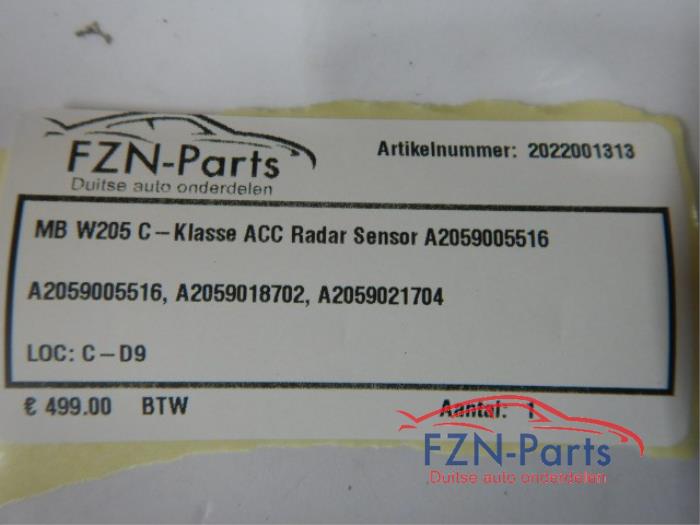 FZN-Parts
Duitse auto onderdelen
Artikelnummer: 2022001313
MB W205 C-Klasse ACC Radar Sensor A2059005516
A2059005516, A2059018702, A2059021704
LOC: C-D9
€ 499.00 BTW
Aantal: 1
FZN-Parts
Duitse auto onderdelen